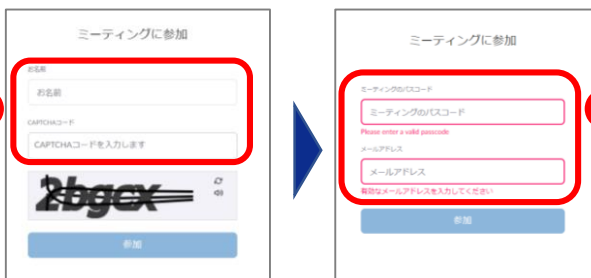 ミーティングに参加
お名前
お名前
CAPTCHAコード
CAPTCHAコードを入力します
2bgcx
参加
ミーティングに参加
ミーティングのパスコード
ミーティングのパスコード
Please enter a valid passcode
メールアドレス
メールアドレス
有効なメールアドレスを入力してください
参加